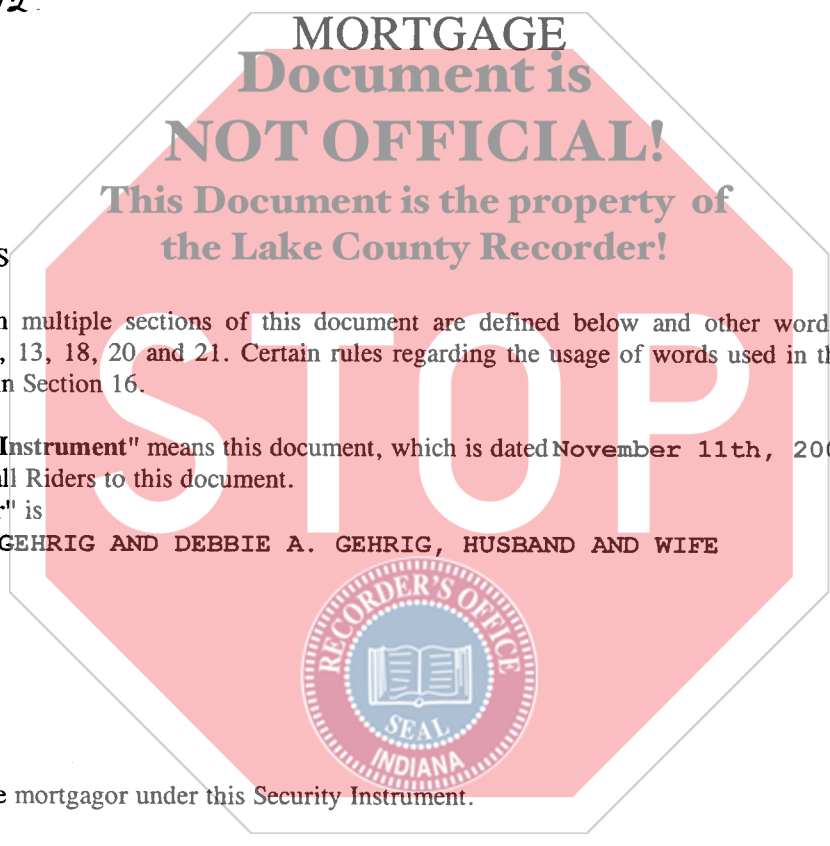 MORTGAGE
Document is
NOT OFFICIAL!
This Document is the property of
the Lake County Recorder!
S
n multiple sections of this document are defined below and other word
, 13, 18, 20 and 21. Certain rules regarding the usage of words used in th
n Section 16.
STOP
Instrument" means this document, which is dated November 11th, 200
all Riders to this document.
r" is
GEHRIG AND DEBBIE A. GEHRIG, HUSBAND AND WIFE
RECORDER'S OFFICE
SEAL
INDIANA
e mortgagor under this Security Instrument.